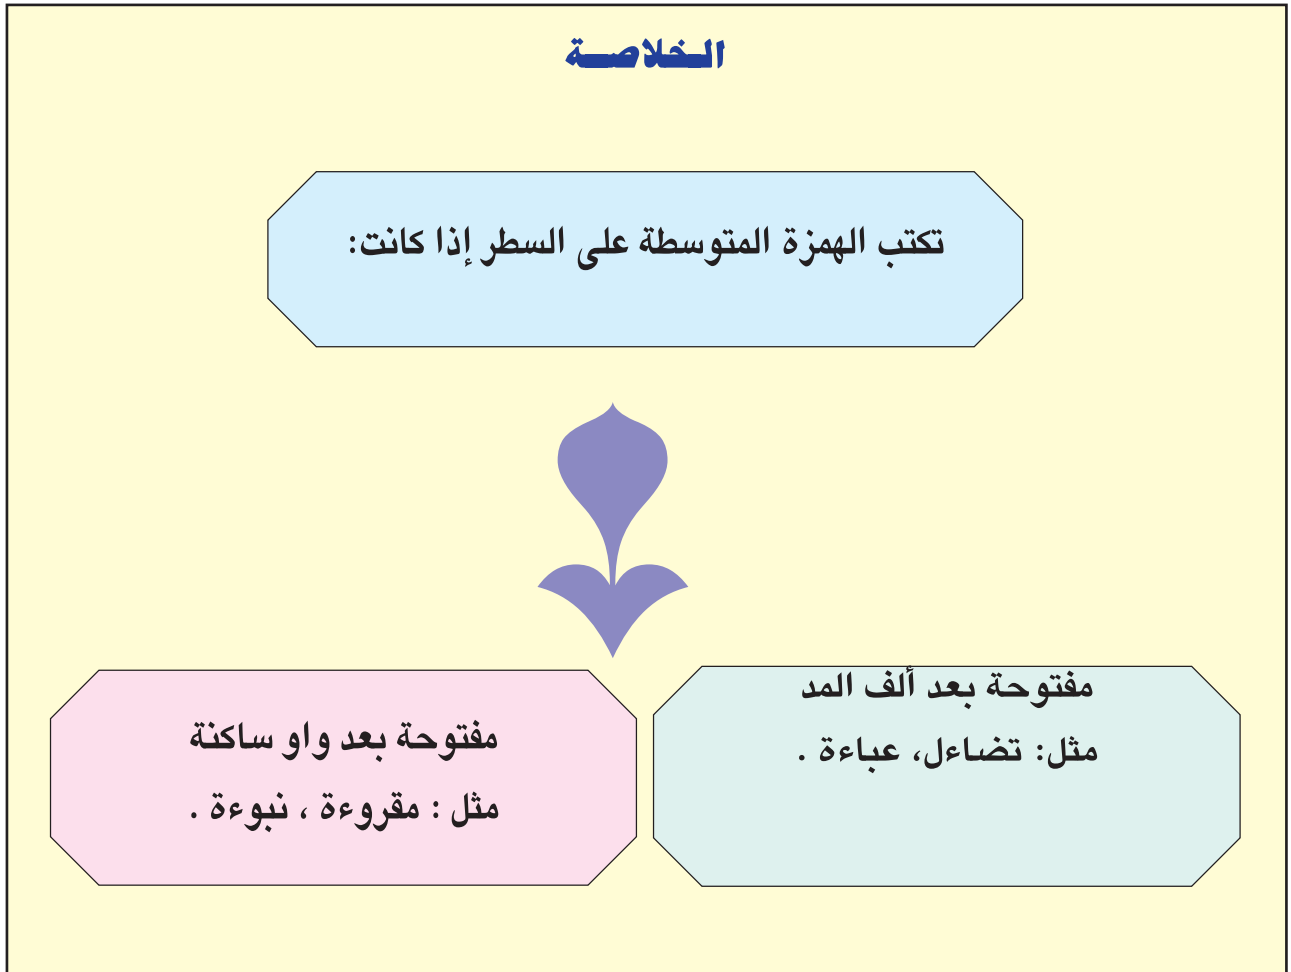 الخلاصة
تكتب الهمزة المتوسطة على السطر إذا كانت:
مفتوحة بعد ألف المد
مثل: تضاءل، عباءة .
مفتوحة بعد واو ساكنة
مثل : مقروءة ، نبوءة .